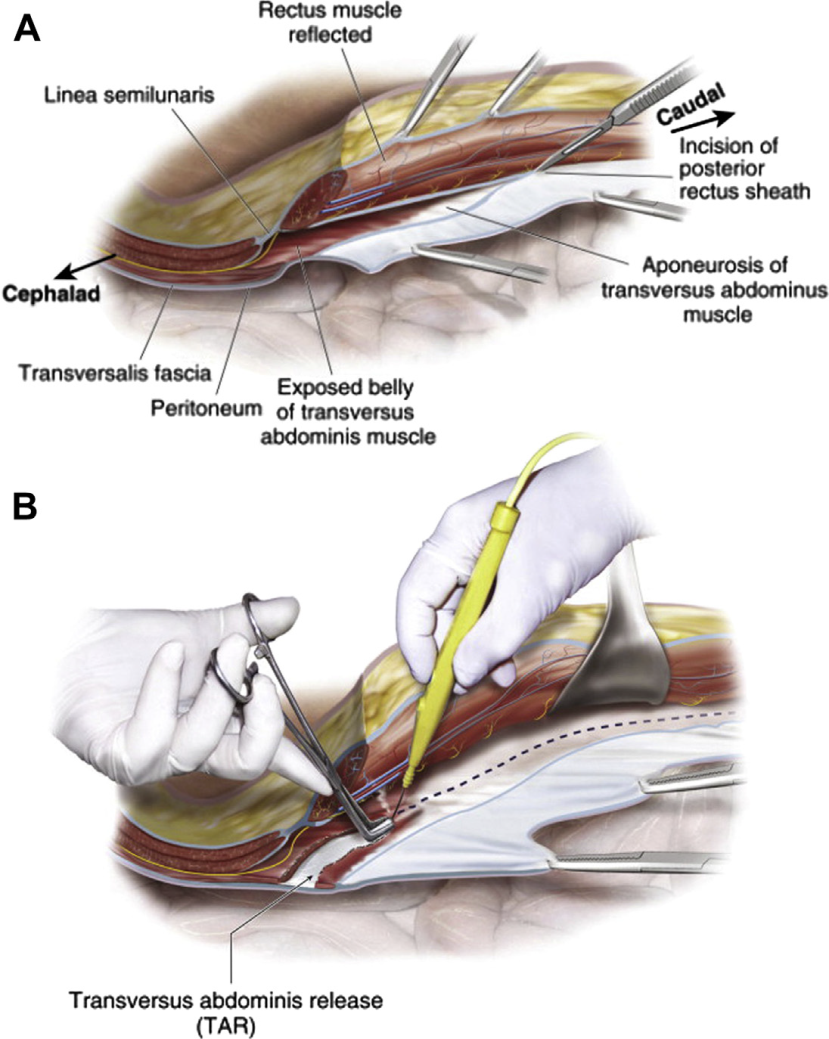 A
Rectus muscle
reflected
Linea semilunaris
Caudal
Incision of
posterior
rectus sheath
Cephalad
Aponeurosis of
transversus abdominus
muscle
Transversalis fascia
Peritoneum
Exposed belly
of transversus
abdominis muscle
B
Transversus abdominis release
(TAR)